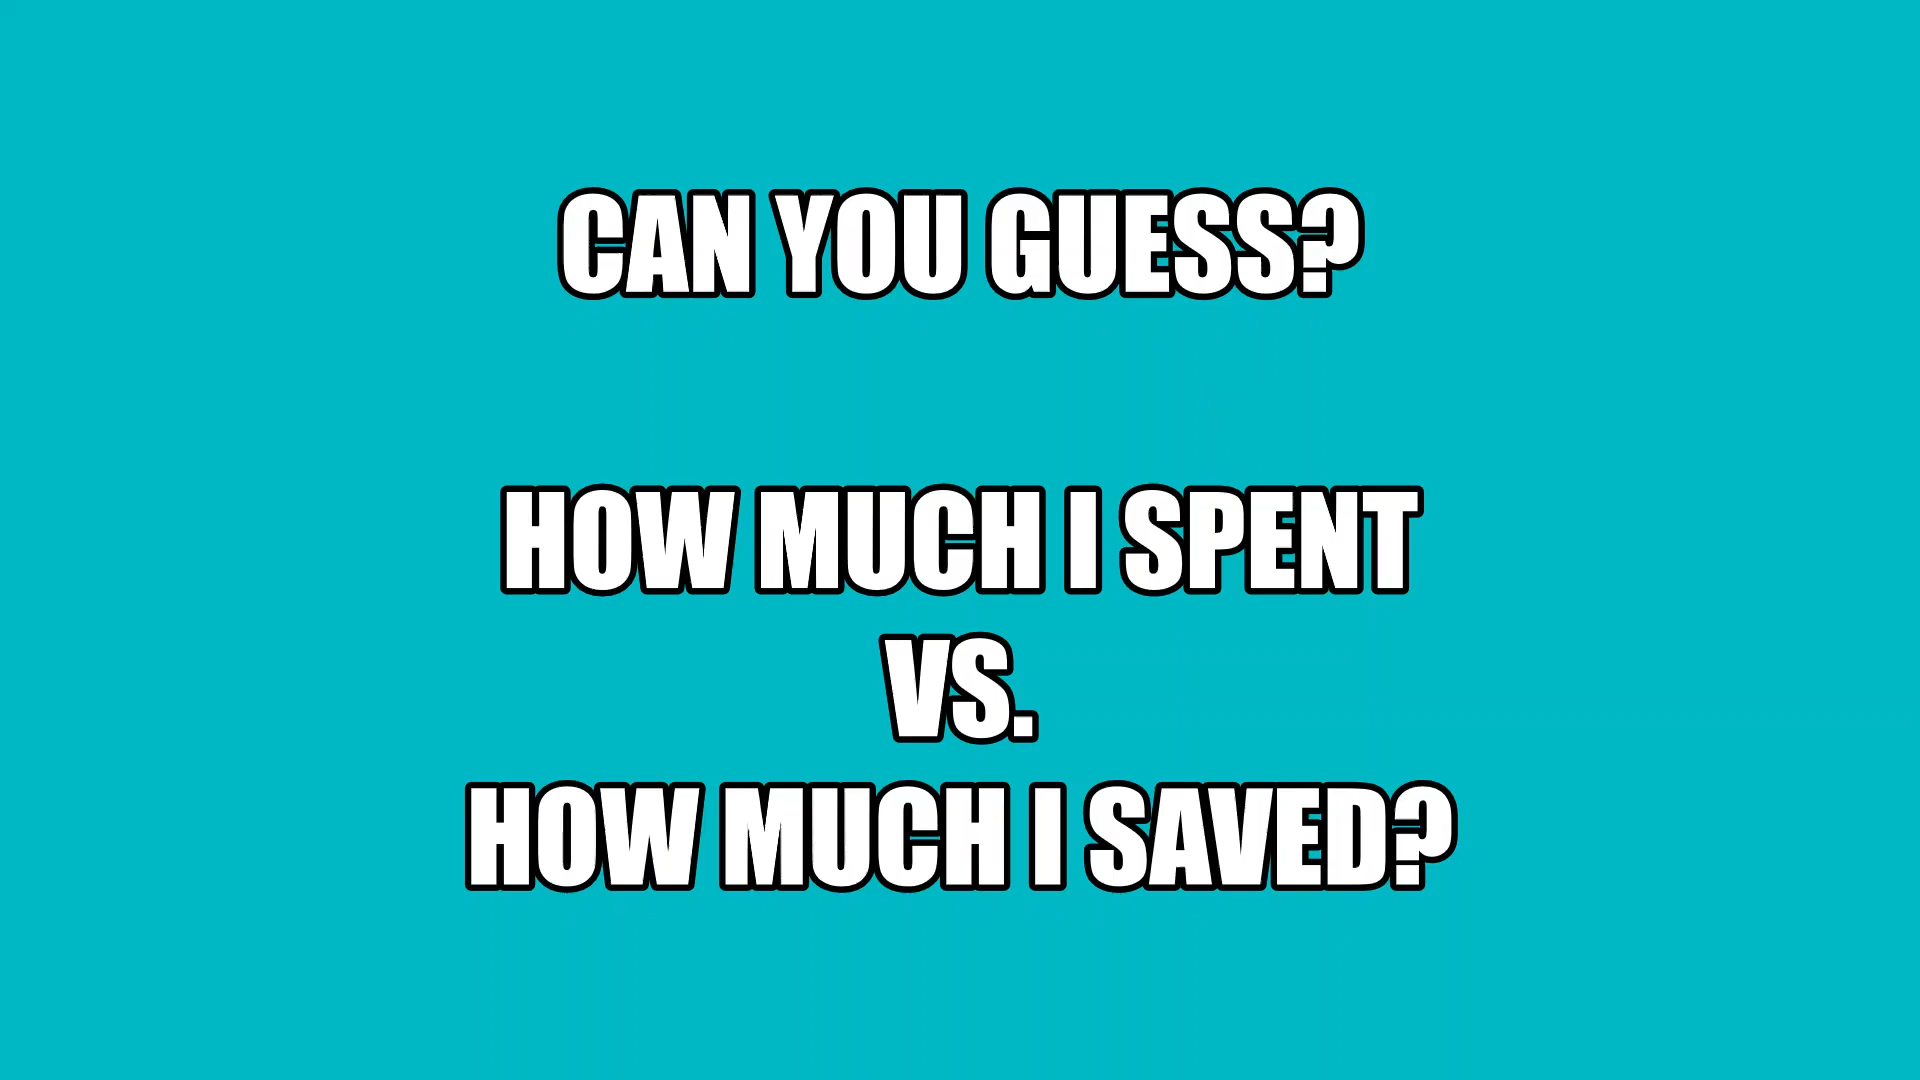 CAN YOU GUESS?
HOW MUCH I SPENT
VS.
HOW MUCH I SAVED?